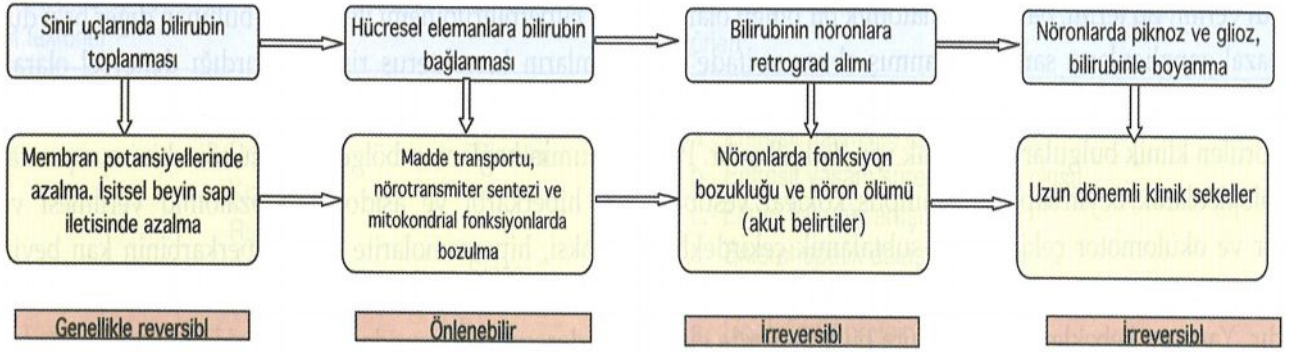 Sinir uçlarında bilirubin
toplanması
Hücresel elemanlara bilirubin
bağlanması
Bilirubinin nöronlara
retrograd alımı
Nöronlarda piknoz ve glioz,
bilirubinle boyanma
Membran potansiyellerinde
azalma. İşitsel beyin sapı
iletisinde azalma
Madde transportu,
nörotransmiter sentezi ve
mitokondrial fonksiyonlarda
bozulma
Nöronlarda fonksiyon
bozukluğu ve nöron ölümü
(akut belirtiler)
Uzun dönemli klinik sekeller
Genellikle reversibl
Önlenebilir
İrreversibl
irreversibl